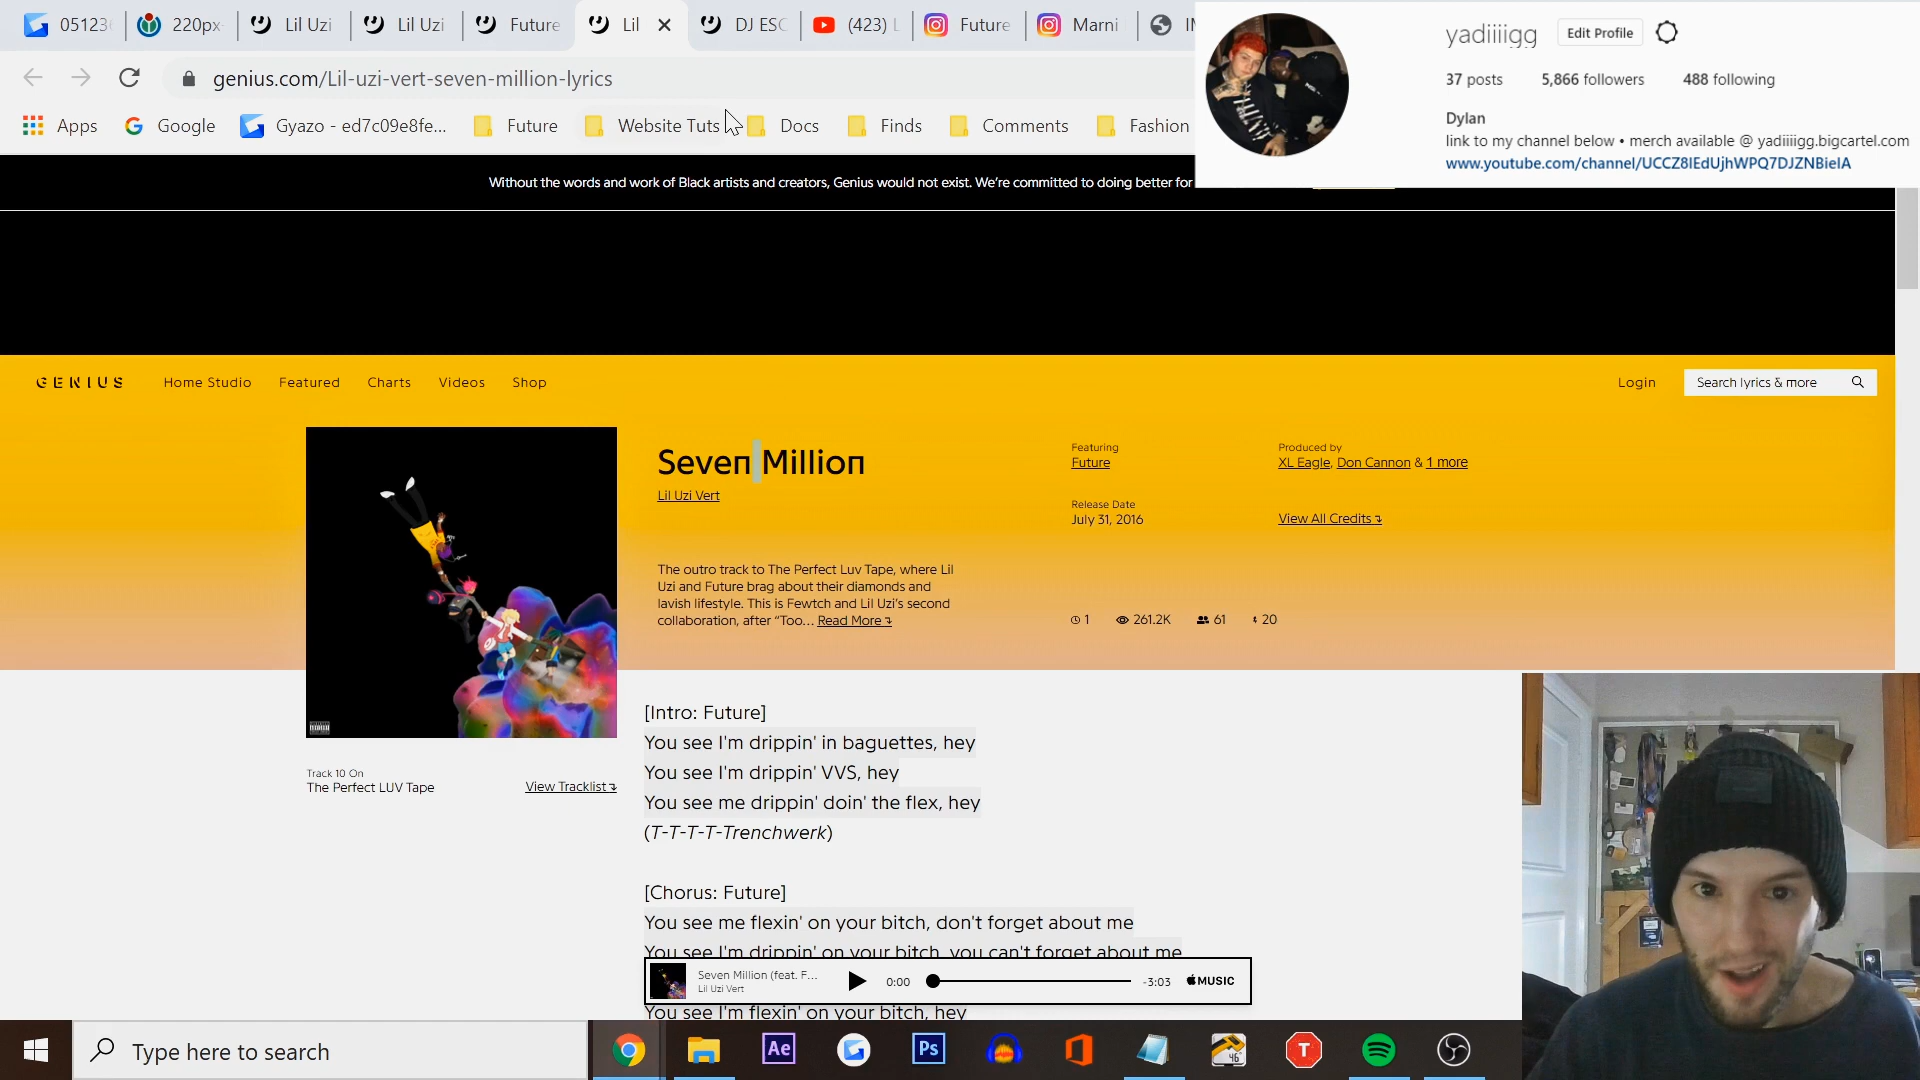 05123
220px
Lil Uzi
Lil Uzi
Future
Lil
DJ ESC
(423) L
Future
Marni
yadiiiigg
Edit Profile
genius.com/Lil-uzi-vert-seven-million-lyrics
37 posts 5,866 followers 488 following
Apps
Google
Gyazo - ed7c09e8fe...
Future
Website Tuts
Docs
Finds
Comments
Fashion
Dylan
link to my channel below • merch available @ yadiiiigg.bigcartel.com
www.youtube.com/channel/UCCZ8IEdUjhWPQ7DJZNBielA
Without the words and work of Black artists and creators, Genius would not exist. We're committed to doing better for
GENIUS
Home Studio
Featured
Charts
Videos
Shop
Login
Search lyrics & more
Seven Million
Lil Uzi Vert
Featuring
Future
Produced by
XL Eagle, Don Cannon & 1 more
Release Date
July 31, 2016
View All Credits
The outro track to The Perfect Luv Tape, where Lil
Uzi and Future brag about their diamonds and
lavish lifestyle. This is Fewtch and Lil Uzi's second
collaboration, after “Too... Read More
1 261.2K 61 20
Track 10 On
The Perfect LUV Tape
View Tracklist
[Intro: Future]
You see I'm drippin' in baguettes, hey
You see I'm drippin' VVS, hey
You see me drippin' doin' the flex, hey
(T-T-T-T-Trenchwerk)
[Chorus: Future]
You see me flexin' on your bitch, don't forget about me
You see I'm drippin' on your bitch, you can't forget about me
Seven Million (feat. F...
Lil Uzi Vert
0:00
-3:03
MUSIC
You see I'm flexin' on your bitch, hey
Type here to search
Ae
Ps
T